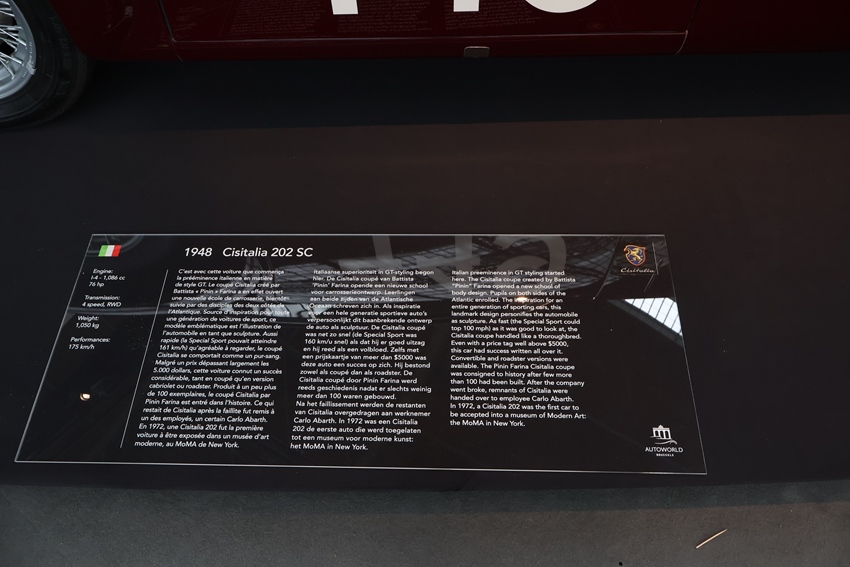 1948 Cisitalia 202 SC
Engine:
I-4 - 1,086 cc
76 hp
Transmission:
4 speed, RWD
Weight:
1,050 kg
Performances:
175 km/h
C'est avec cette voiture que commença
la prééminence italienne en matière
de style GT. Le coupé Cisitalia créé par
Battista « Pinin » Farina a en effet ouvert
une nouvelle école de carrosserie, bientôt
suivie par des disciples des deux côtés de
l'Atlantique. Source d'inspiration pour toute
une génération de voitures de sport, ce
modèle emblématique est l'illustration de
l'automobile en tant que sculpture. Aussi
rapide (la Special Sport pouvait atteindre
161 km/h) qu'agréable à regarder, le coupé
Cisitalia se comportait comme un pur-sang.
Malgré un prix dépassant largement les
5.000 dollars, cette voiture connut un succès
considérable, tant en coupé qu'en version
cabriolet ou roadster. Produit à un peu plus
de 100 exemplaires, le coupé Cisitalia par
Pinin Farina est entré dans l'histoire. Ce qui
restait de Cisitalia après la faillite fut remis à
un des employés, un certain Carlo Abarth.
En 1972, une Cisitalia 202 fut la première
voiture à être exposée dans un musée d'art
moderne, au MoMA de New York.
Italiaanse superioriteit in GT-styling begon
hier. De Cisitalia coupé van Battista
'Pinin' Farina opende een nieuwe school
voor carrosserieontwerp. Leerlingen
aan beide zijden van de Atlantische
Oceaan schreven zich in. Als inspiratie
voor een hele generatie sportieve auto's
verpersoonlijkt dit baanbrekende ontwerp
de auto als sculptuur. De Cisitalia coupé
was net zo snel (de Special Sport was
160 km/u snel) als dat hij er goed uitzag
en hij reed als een volbloed. Zelfs met
een prijskaartje van meer dan $5000 was
deze auto een succes op zich. Hij bestond
zowel als coupé dan als roadster. De
Cisitalia coupé door Pinin Farina werd
reeds geschiedenis nadat er slechts weinig
meer dan 100 waren gebouwd.
Na het faillissement werden de restanten
van Cisitalia overgedragen aan werknemer
Carlo Abarth. In 1972 was een Cisitalia
202 de eerste auto die werd toegelaten
tot een museum voor moderne kunst:
het MoMA in New York.
Italian preeminence in GT styling started
here. The Cisitalia coupe created by Battista
"Pinin" Farina opened a new school of
body design. Pupils on both sides of the
Atlantic enrolled. The inspiration for an
entire generation of sporting cars, this
landmark design personifies the automobile
as sculpture. As fast (the Special Sport could
top 100 mph) as it was good to look at, the
Cisitalia coupe handled like a thoroughbred.
Even with a price tag well above $5000,
this car had success written all over it.
Convertible and roadster versions were
available. The Pinin Farina Cisitalia coupe
was consigned to history after few more
than 100 had been built. After the company
went broke, remnants of Cisitalia were
handed over to employee Carlo Abarth.
In 1972, a Cisitalia 202 was the first car to
be accepted into a museum of Modern Art:
the MoMA in New York.
Cisitalia
AUTOWORLD
BRUSSELS